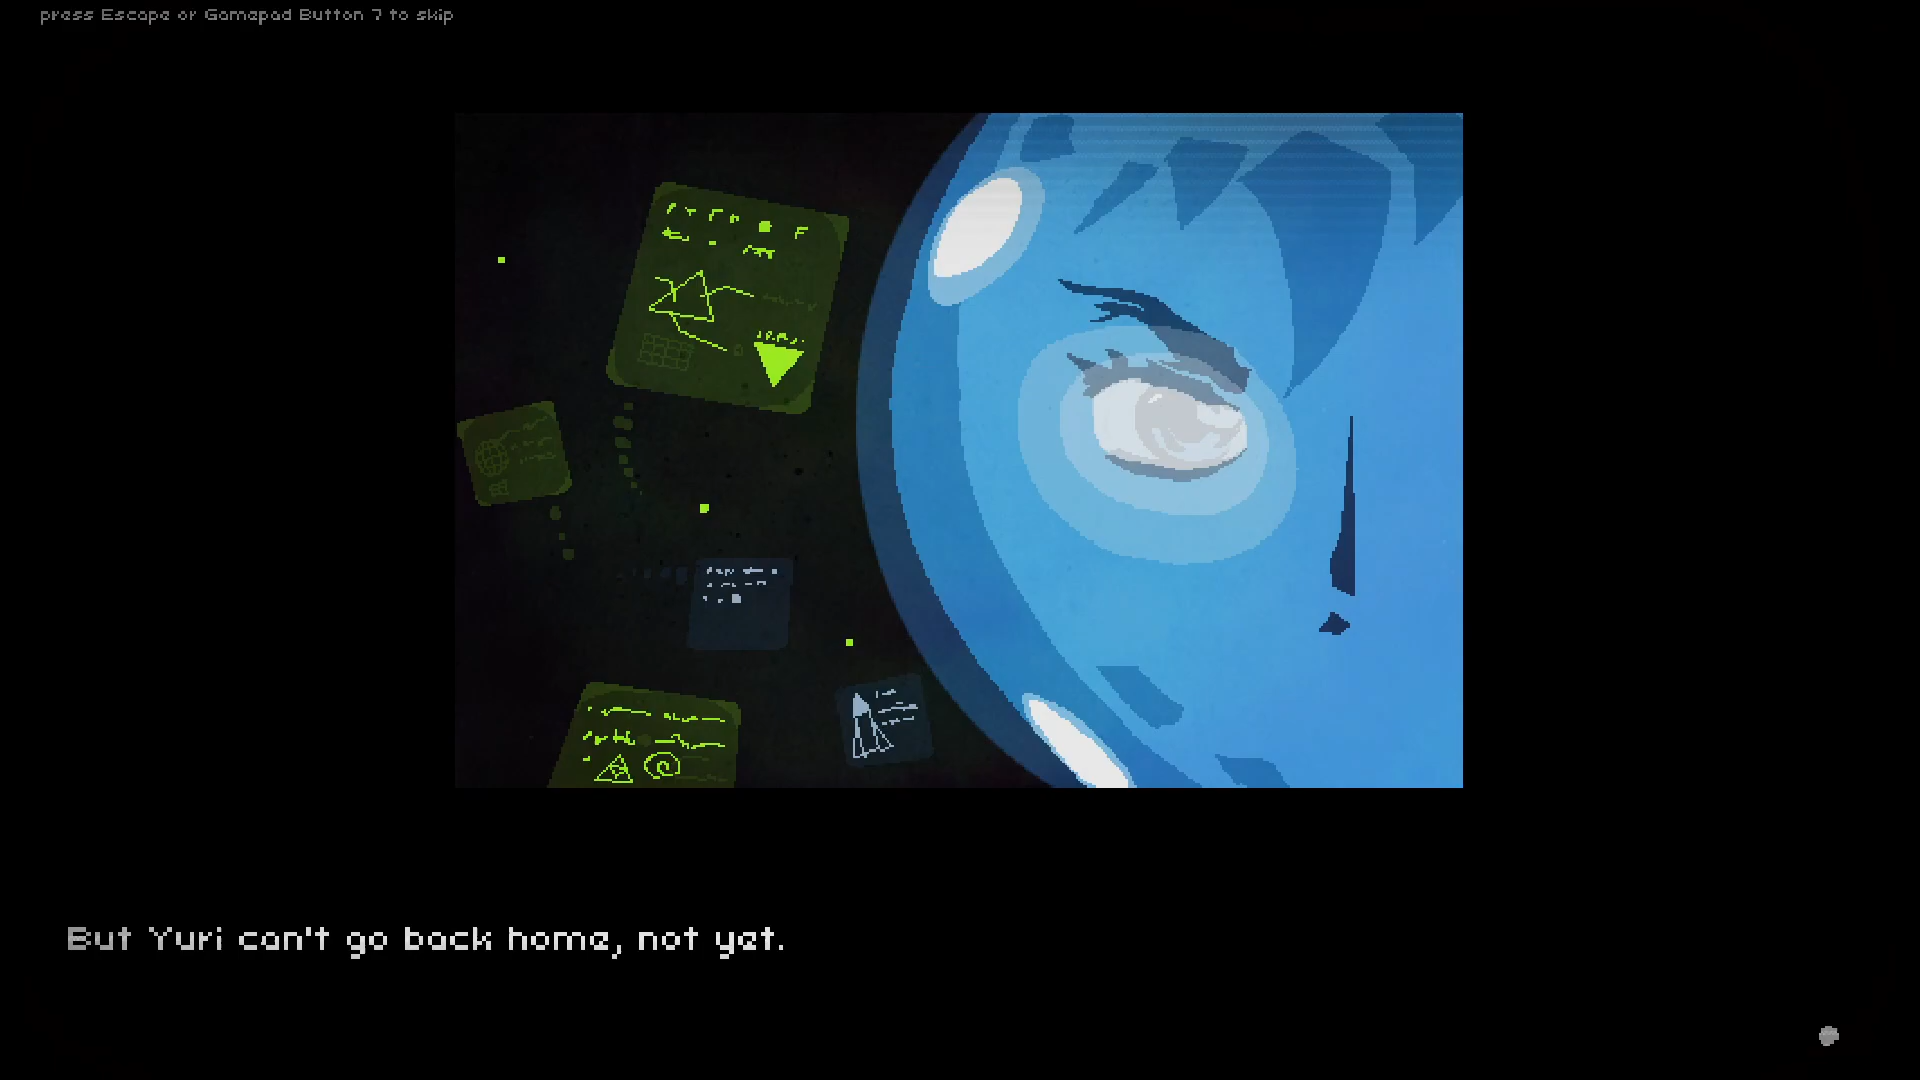 press Escape or Gamepad Button 7 to skip
But Yuri can't go back home, not yet.